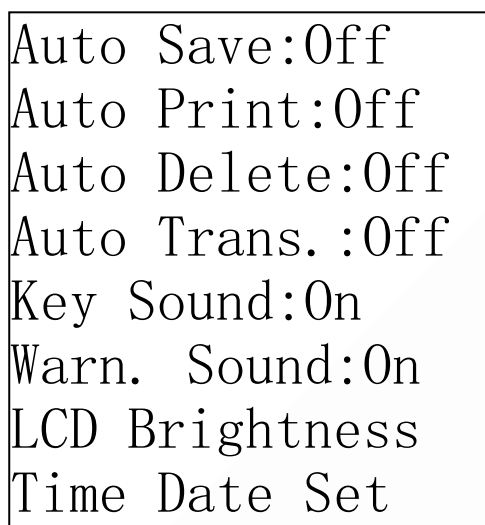 Auto Save:Off
Auto Print:Off
Auto Delete:Off
Auto Trans.:Off
Key Sound:On
Warn. Sound:On
LCD Brightness
Time Date Set